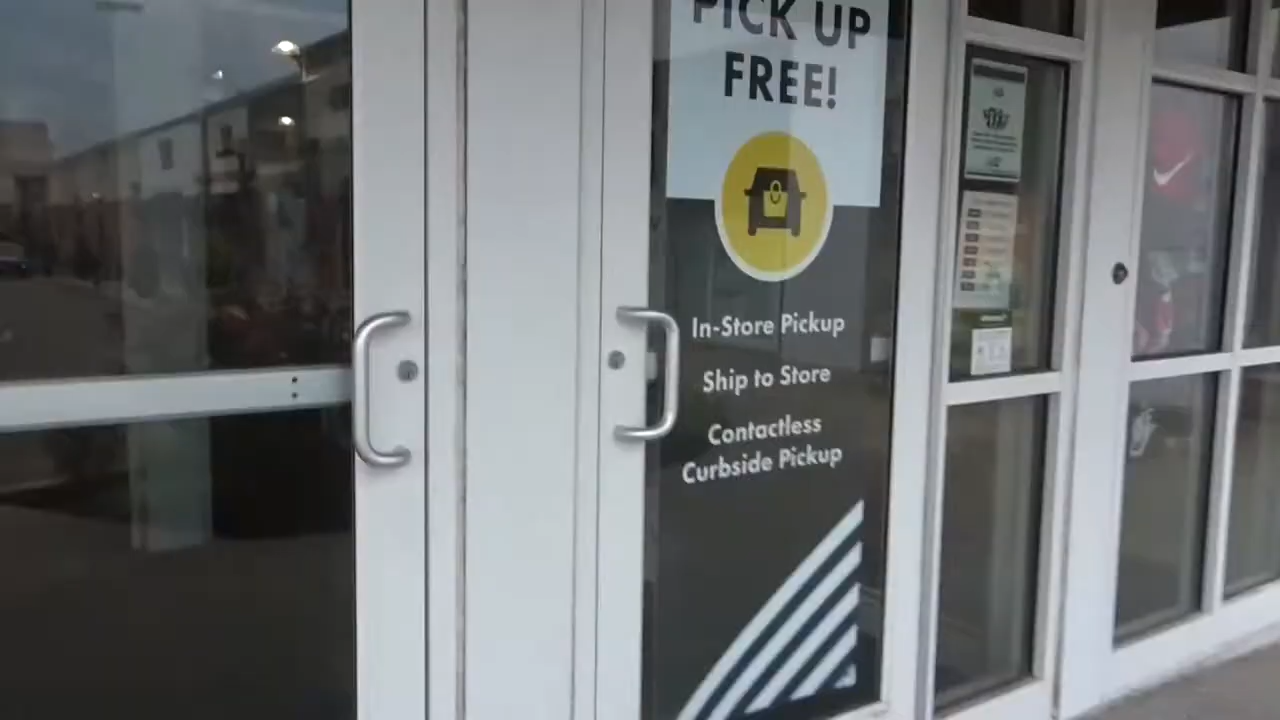 PICK UP
FREE!
In-Store Pickup
Ship to Store
Contactless
Curbside Pickup